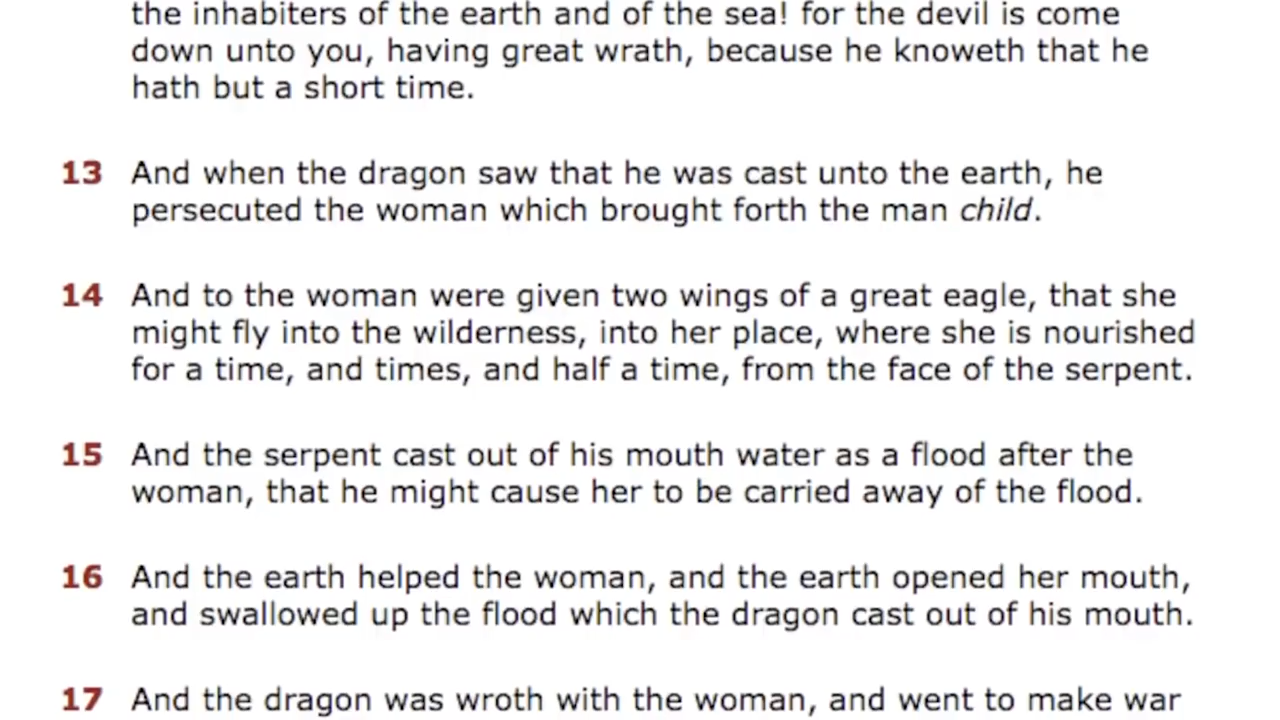 the inhabiters of the earth and of the sea! for the devil is come
down unto you, having great wrath, because he knoweth that he
hath but a short time.
13 And when the dragon saw that he was cast unto the earth, he
persecuted the woman which brought forth the man child.
14 And to the woman were given two wings of a great eagle, that she
might fly into the wilderness, into her place, where she is nourished
for a time, and times, and half a time, from the face of the serpent.
15 And the serpent cast out of his mouth water as a flood after the
woman, that he might cause her to be carried away of the flood.
16 And the earth helped the woman, and the earth opened her mouth,
and swallowed up the flood which the dragon cast out of his mouth.
17 And the dragon was wroth with the woman, and went to make war